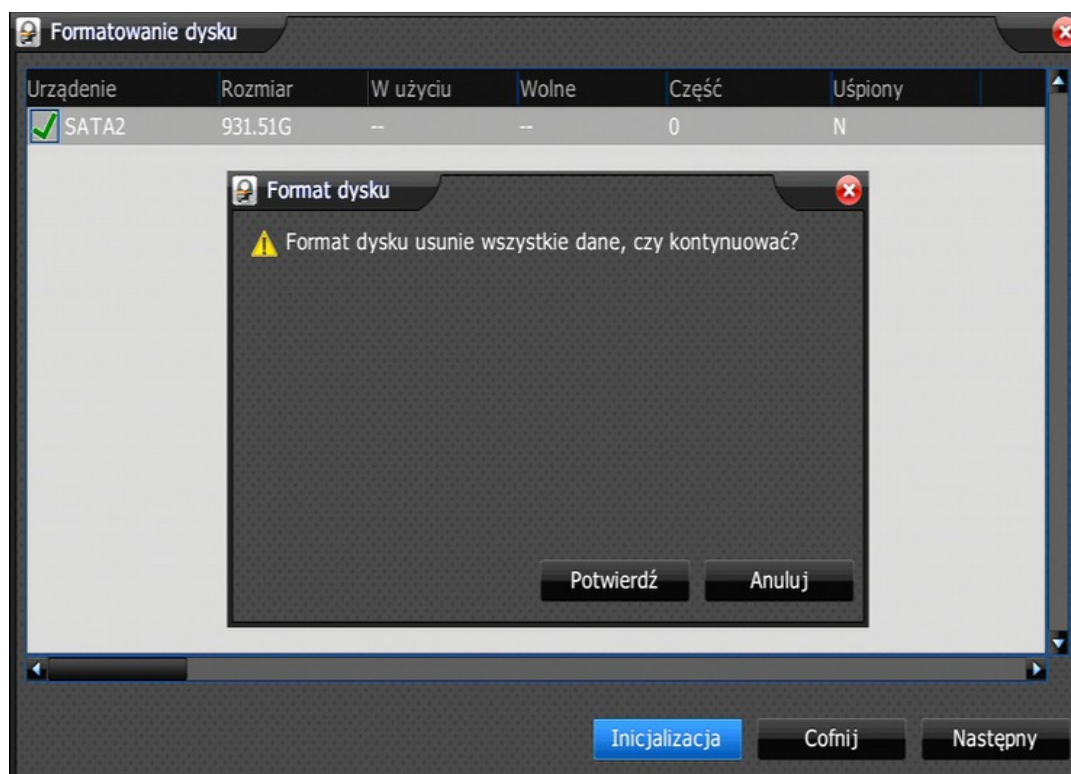 Formatowanie dysku
Urządenie Rozmiar W użyciu Wolne Część Uśpiony
SATA2 931.51G -- -- 0 N
Format dysku
Format dysku usunie wszystkie dane, czy kontynuować?
Potwierdź Anuluj
Inicjalizacja Cofnij Następny